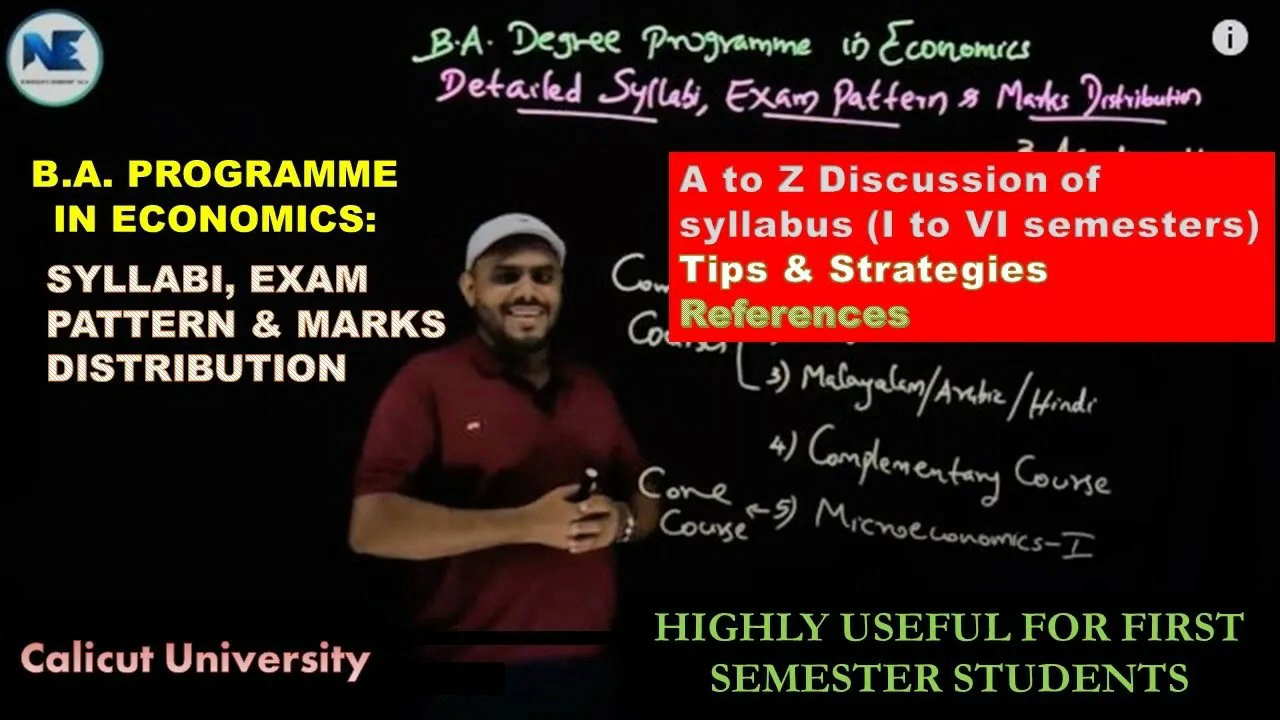 NE
B.A. Degree Programme in Economics
Detailed Syllabi, Exam Pattern & Marks Distribution
B.A. PROGRAMME
IN ECONOMICS:
SYLLABI, EXAM
PATTERN & MARKS
DISTRIBUTION
A to Z Discussion of
syllabus (I to VI semesters)
Tips & Strategies
References
3) Malayalam/Arabic/Hindi
4) Complementary Course
Core
Course ← 5) Microeconomics-I
Calicut University
HIGHLY USEFUL FOR FIRST
SEMESTER STUDENTS